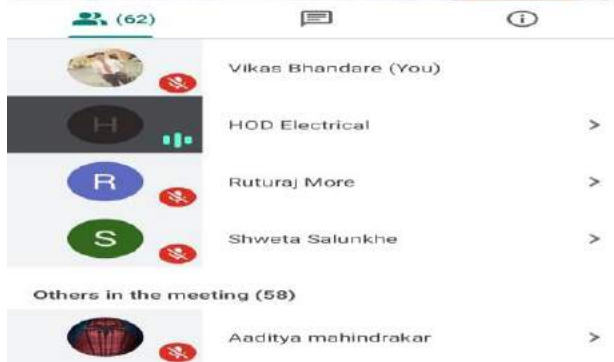 (62)
Vikas Bhandare (You)
H
HOD Electrical
R
Ruturaj More
S
Shweta Salunkhe
Others in the meeting (58)
Aaditya mahindrakar